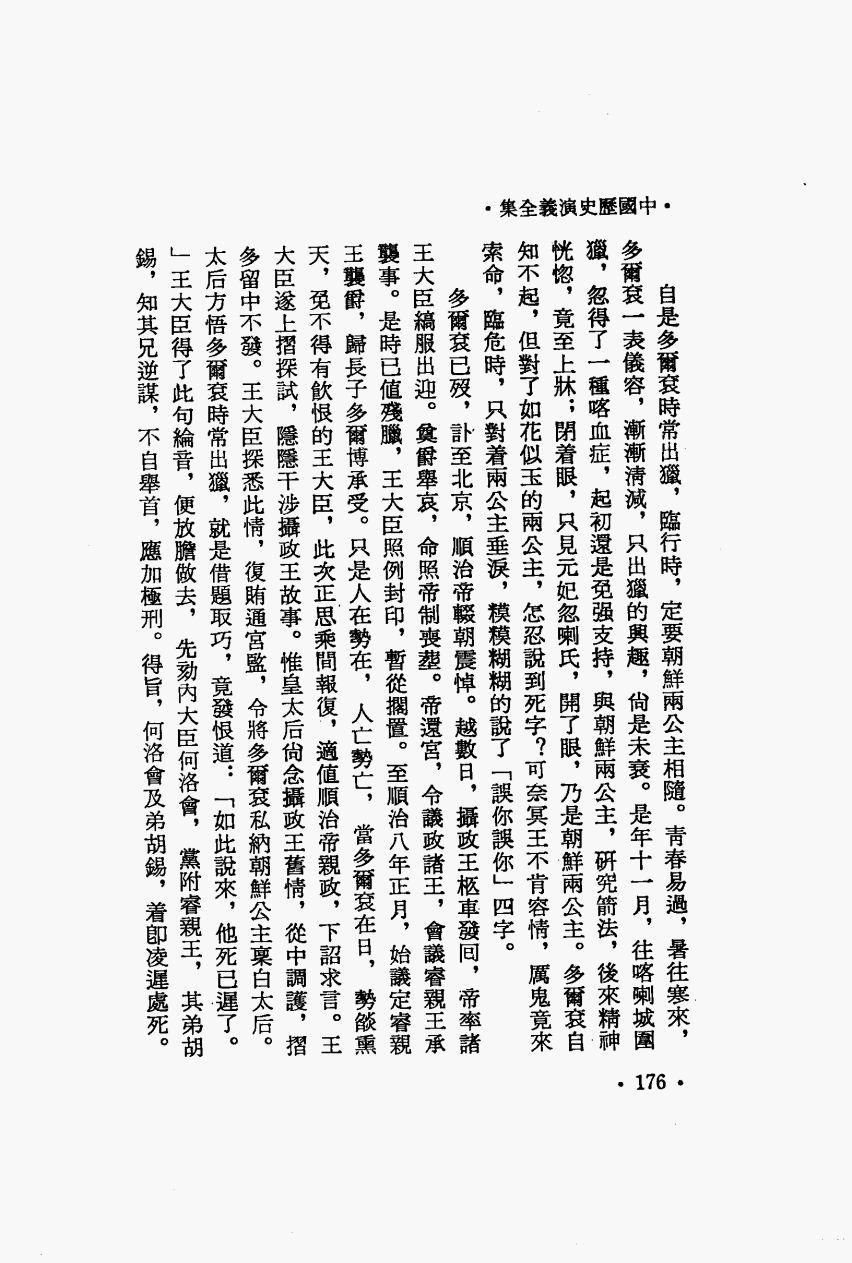 ·中國歷史演義全集·
自是多爾袞時常出獵，臨行時，定要朝鮮兩公主相隨。青春易過，暑往寒來，
多爾袞一表儀容，漸漸清減，只出獵的興趣，尙是未衰。是年十一月，往喀喇城圍
獵，忽得了一種喀血症，起初還是免强支持，與朝鮮兩公主，研究箭法，後來精神
恍惚，竟至上牀；閉着眼，只見元妃忽喇氏，開了眼，乃是朝鮮兩公主。多爾袞自
知不起，但對了如花似玉的兩公主，怎忍說到死字？可奈冥王不肯容情，厲鬼竟來
索命，臨危時，只對着兩公主垂淚，糢糢糊糊的說了「誤你誤你」四字。
多爾袞已歿，訃至北京，順治帝輟朝震悼。越數日，攝政王柩車發囘，帝率諸
王大臣縞服出迎。奠爵舉哀，命照帝制喪葬。帝還宮，令議政諸王，會議睿親王承
襲事。是時已值殘臘，王大臣照例封印，暫從擱置。至順治八年正月，始議定睿親
王襲爵，歸長子多爾博承受。只是人在勢在，人亡勢亡，當多爾袞在日，勢燄熏
天，免不得有飮恨的王大臣，此次正思乘間報復，適值順治帝親政，下詔求言。王
大臣遂上摺探試，隱隱干涉攝政王故事。惟皇太后尙念攝政王舊情，從中調護，摺
多留中不發。王大臣探悉此情，復賄通宮監，令將多爾袞私納朝鮮公主稟白太后。
太后方悟多爾袞時常出獵，就是借題取巧，竟發恨道：「如此說來，他死已遲了。
」王大臣得了此句綸音，便放膽做去，先劾內大臣何洛會，黨附睿親王，其弟胡
錫，知其兄逆謀，不自舉首，應加極刑。得旨，何洛會及弟胡錫，着卽凌遲處死。
·176·